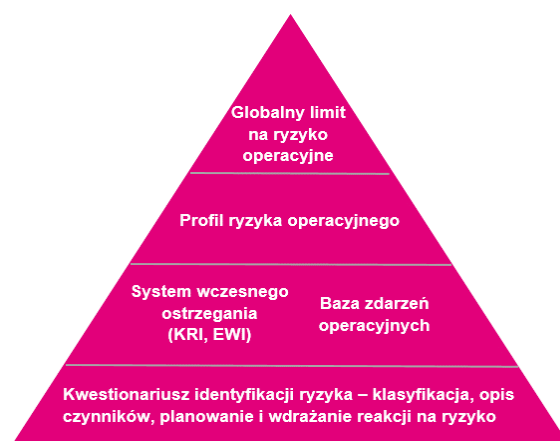 Globalny limit
na ryzyko
operacyjne
Profil ryzyka operacyjnego
System wczesnego
ostrzegania
(KRI, EWI)
Baza zdarzeń
operacyjnych
Kwestionariusz identyfikacji ryzyka – klasyfikacja, opis
czynników, planowanie i wdrażanie reakcji na ryzyko